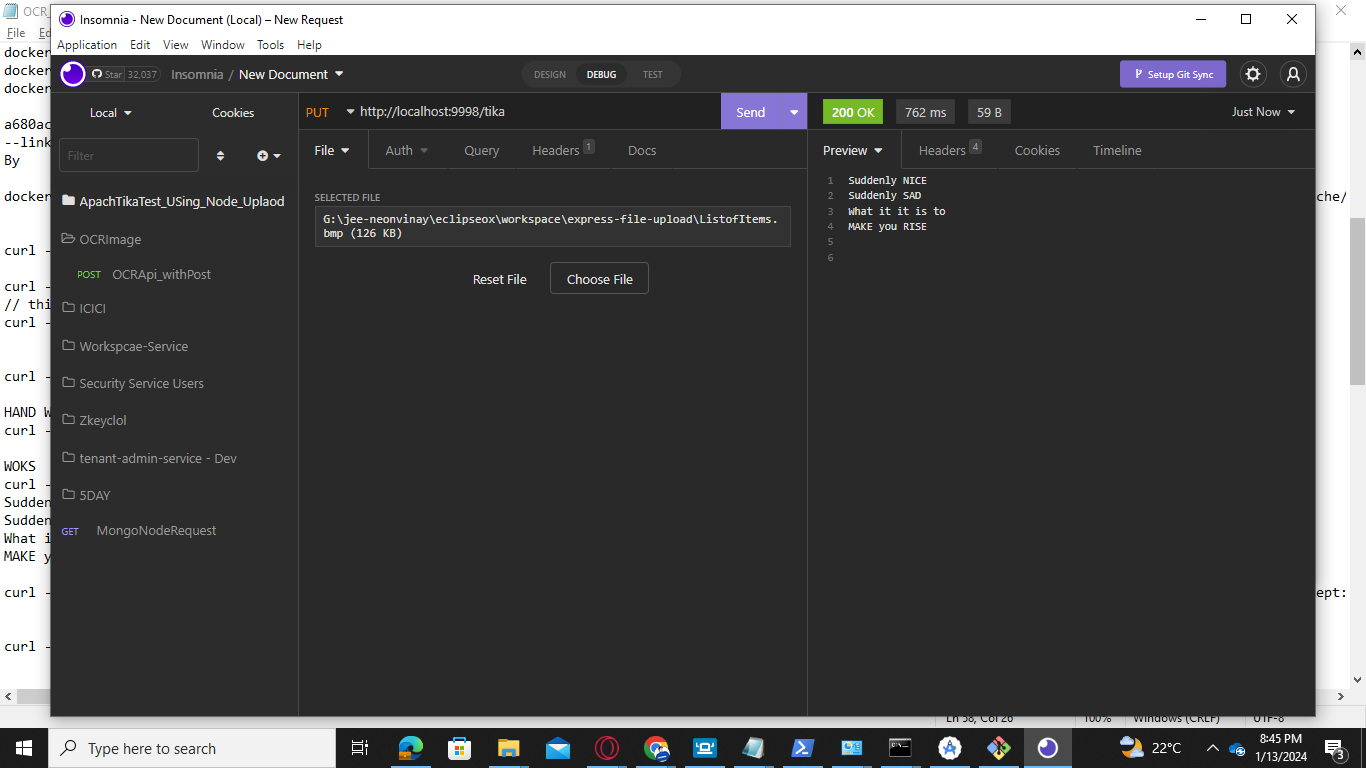 OCR_
Insomnia - New Document (Local) – New Request
File Ed
Application Edit View Window Tools Help
docker
docker
docker
Star 32,037
Insomnia / New Document
DESIGN DEBUG TEST
Setup Git Sync
a680ac
--link
By
docker
che/
curl -
curl -
// thi
curl -
curl -
HAND W
curl -
WOKS
curl -
Sudden
Sudden
What i
MAKE y
curl -
ept:
curl -
Local Cookies
Filter
ApachTikaTest_USing_Node_Uplaod
OCRImage
POST OCRApi_withPost
ICICI
Workspcae-Service
Security Service Users
Zkeyclol
tenant-admin-service - Dev
5DAY
GET MongoNodeRequest
PUT http://localhost:9998/tika Send
File Auth Query Headers 1 Docs
SELECTED FILE
G:\jee-neonvinay\eclipseox\workspace\express-file-upload\ListofItems.
bmp (126 KB)
Reset File Choose File
200 OK 762 ms 59 B Just Now
Preview Headers 4 Cookies Timeline
1 Suddenly NICE
2 Suddenly SAD
3 What it it is to
4 MAKE you RISE
5
6
Ln 58, Col 26 100% Windows (CRLF) UTF-8
Type here to search
22°C
8:45 PM
1/13/2024
3